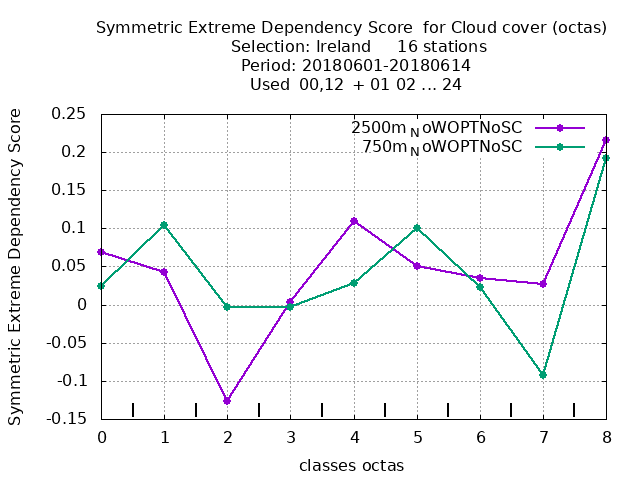 Symmetric Extreme Dependency Score  for Cloud cover (octas)
Selection: Ireland     16 stations
Period: 20180601-20180614
Used  00,12  + 01 02 ... 24
Symmetric Extreme Dependency Score
2500m NoWOPTNoSC
750m NoWOPTNoSC
0.25
0.2
0.15
0.1
0.05
0
-0.05
-0.1
-0.15
0 1 2 3 4 5 6 7 8
classes octas